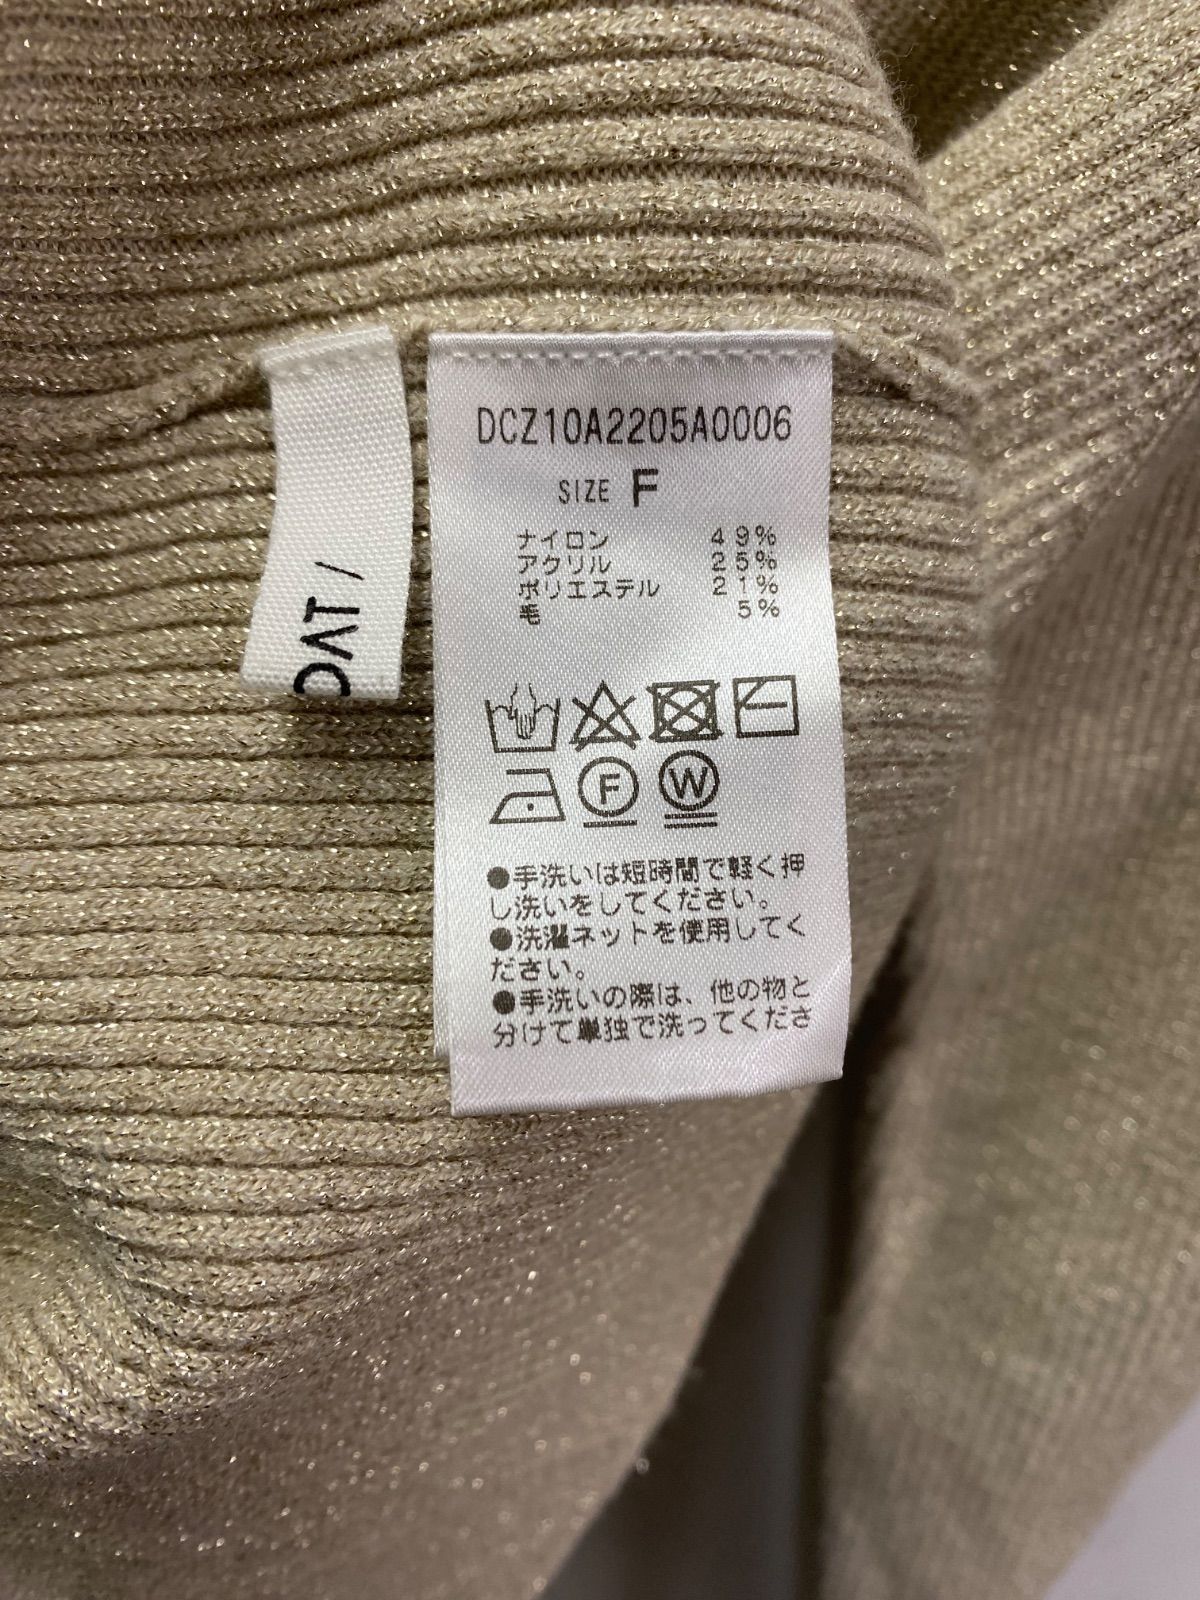 DCZ10A2205A0006
SIZE F
ナイロン 49%
アクリル 25%
ポリエステル 21%
毛 5%
F W
●手洗いは短時間で軽く押
し洗いをしてください。
●洗濯ネットを使用してく
ださい。
●手洗いの際は、他の物と
分けて単独で洗ってくださ